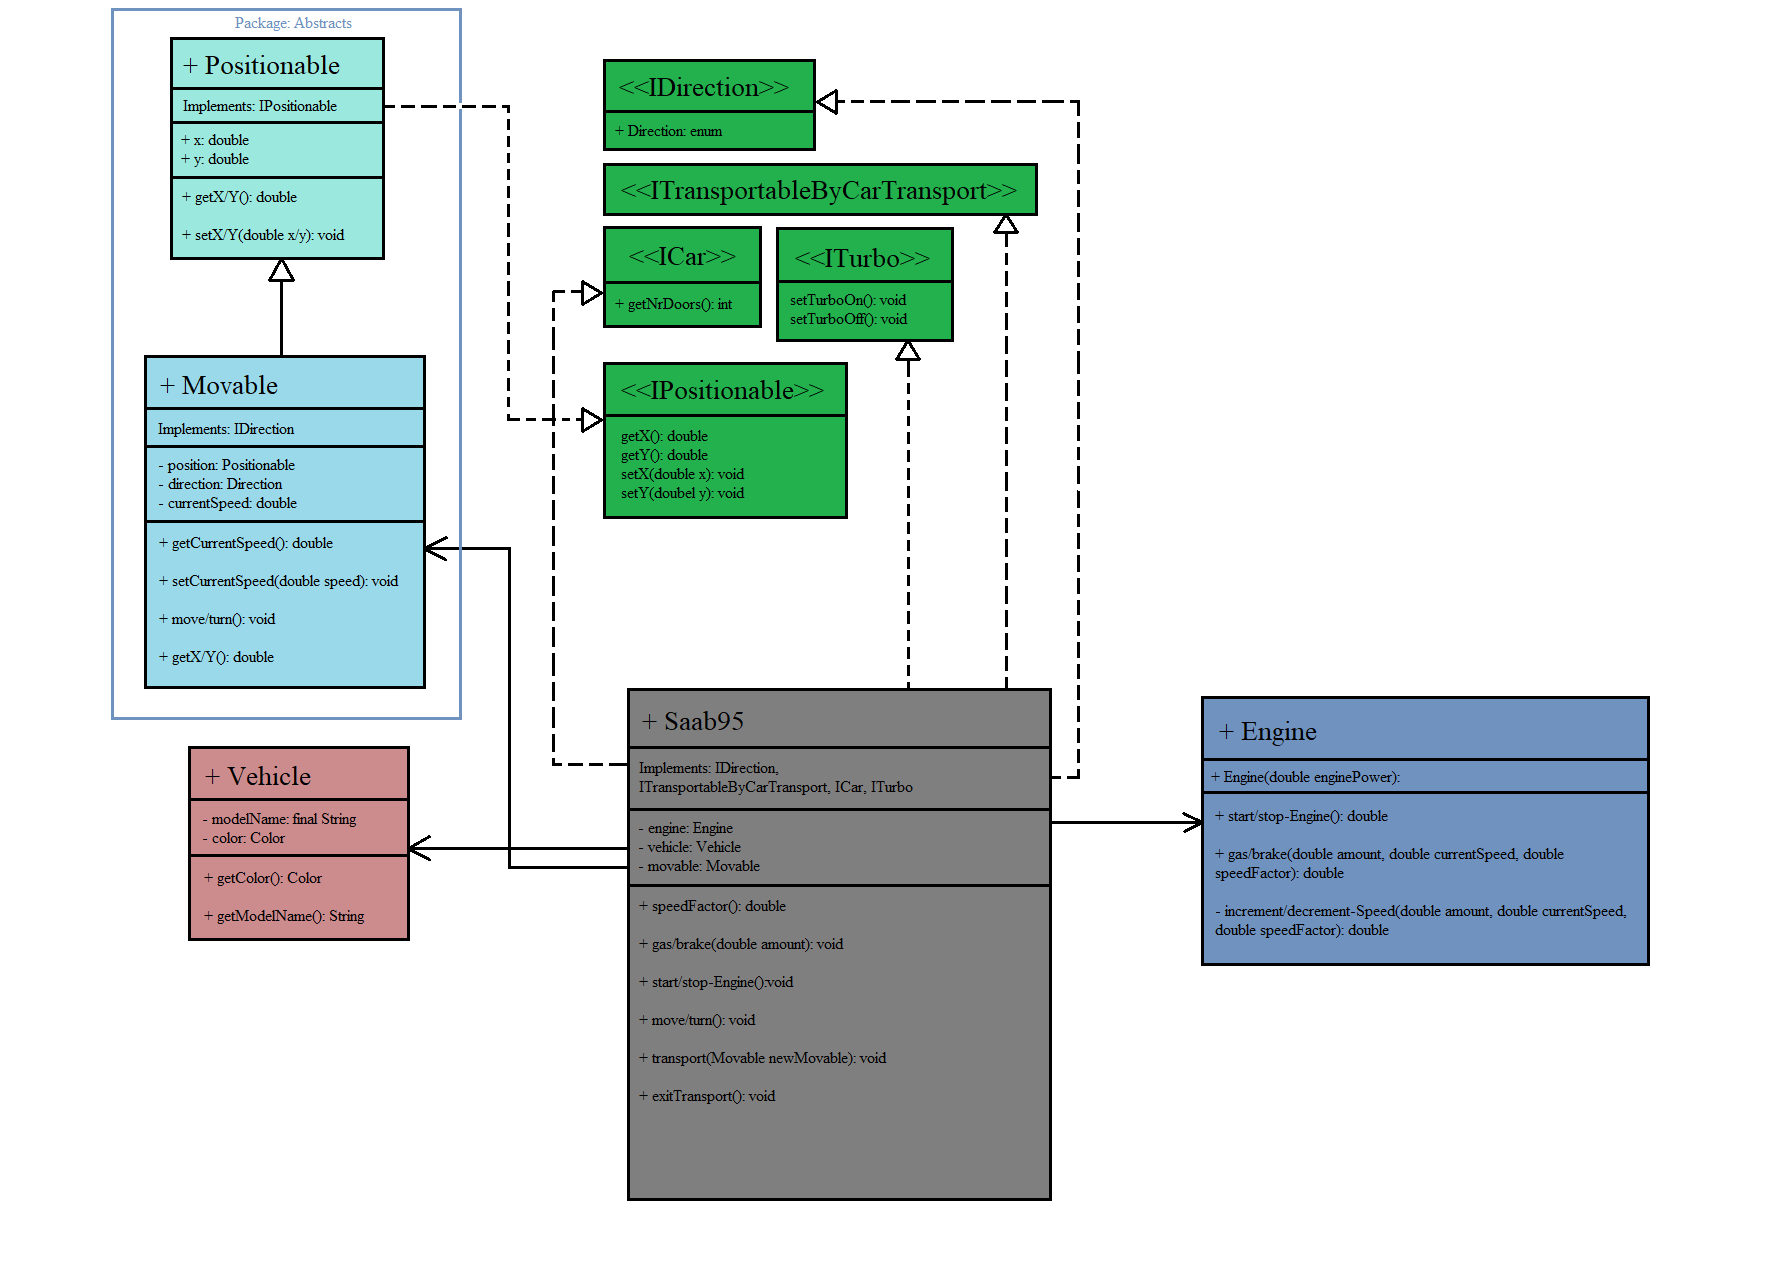 Package: Abstracts
+ Positionable
Implements: IPositionable
+ x: double
+ y: double
+ getX/Y(): double
+ setX/Y(double x/y): void
+ Movable
Implements: IDirection
- position: Positionable
- direction: Direction
- currentSpeed: double
+ getCurrentSpeed(): double
+ setCurrentSpeed(double speed): void
+ move/turn(): void
+ getX/Y(): double
<<IDirection>>
+ Direction: enum
<<ITransportableByCarTransport>>
<<ICar>>
+ getNrDoors(): int
<<ITurbo>>
setTurboOn(): void
setTurboOff(): void
<<IPositionable>>
getX(): double
getY(): double
setX(double x): void
setY(doubel y): void
+ Vehicle
- modelName: final String
- color: Color
+ getColor(): Color
+ getModelName(): String
+ Saab95
Implements: IDirection,
ITransportableByCarTransport, ICar, ITurbo
- engine: Engine
- vehicle: Vehicle
- movable: Movable
+ speedFactor(): double
+ gas/brake(double amount): void
+ start/stop-Engine():void
+ move/turn(): void
+ transport(Movable newMovable): void
+ exitTransport(): void
+ Engine
+ Engine(double enginePower):
+ start/stop-Engine(): double
+ gas/brake(double amount, double currentSpeed, double
speedFactor): double
- increment/decrement-Speed(double amount, double currentSpeed,
double speedFactor): double